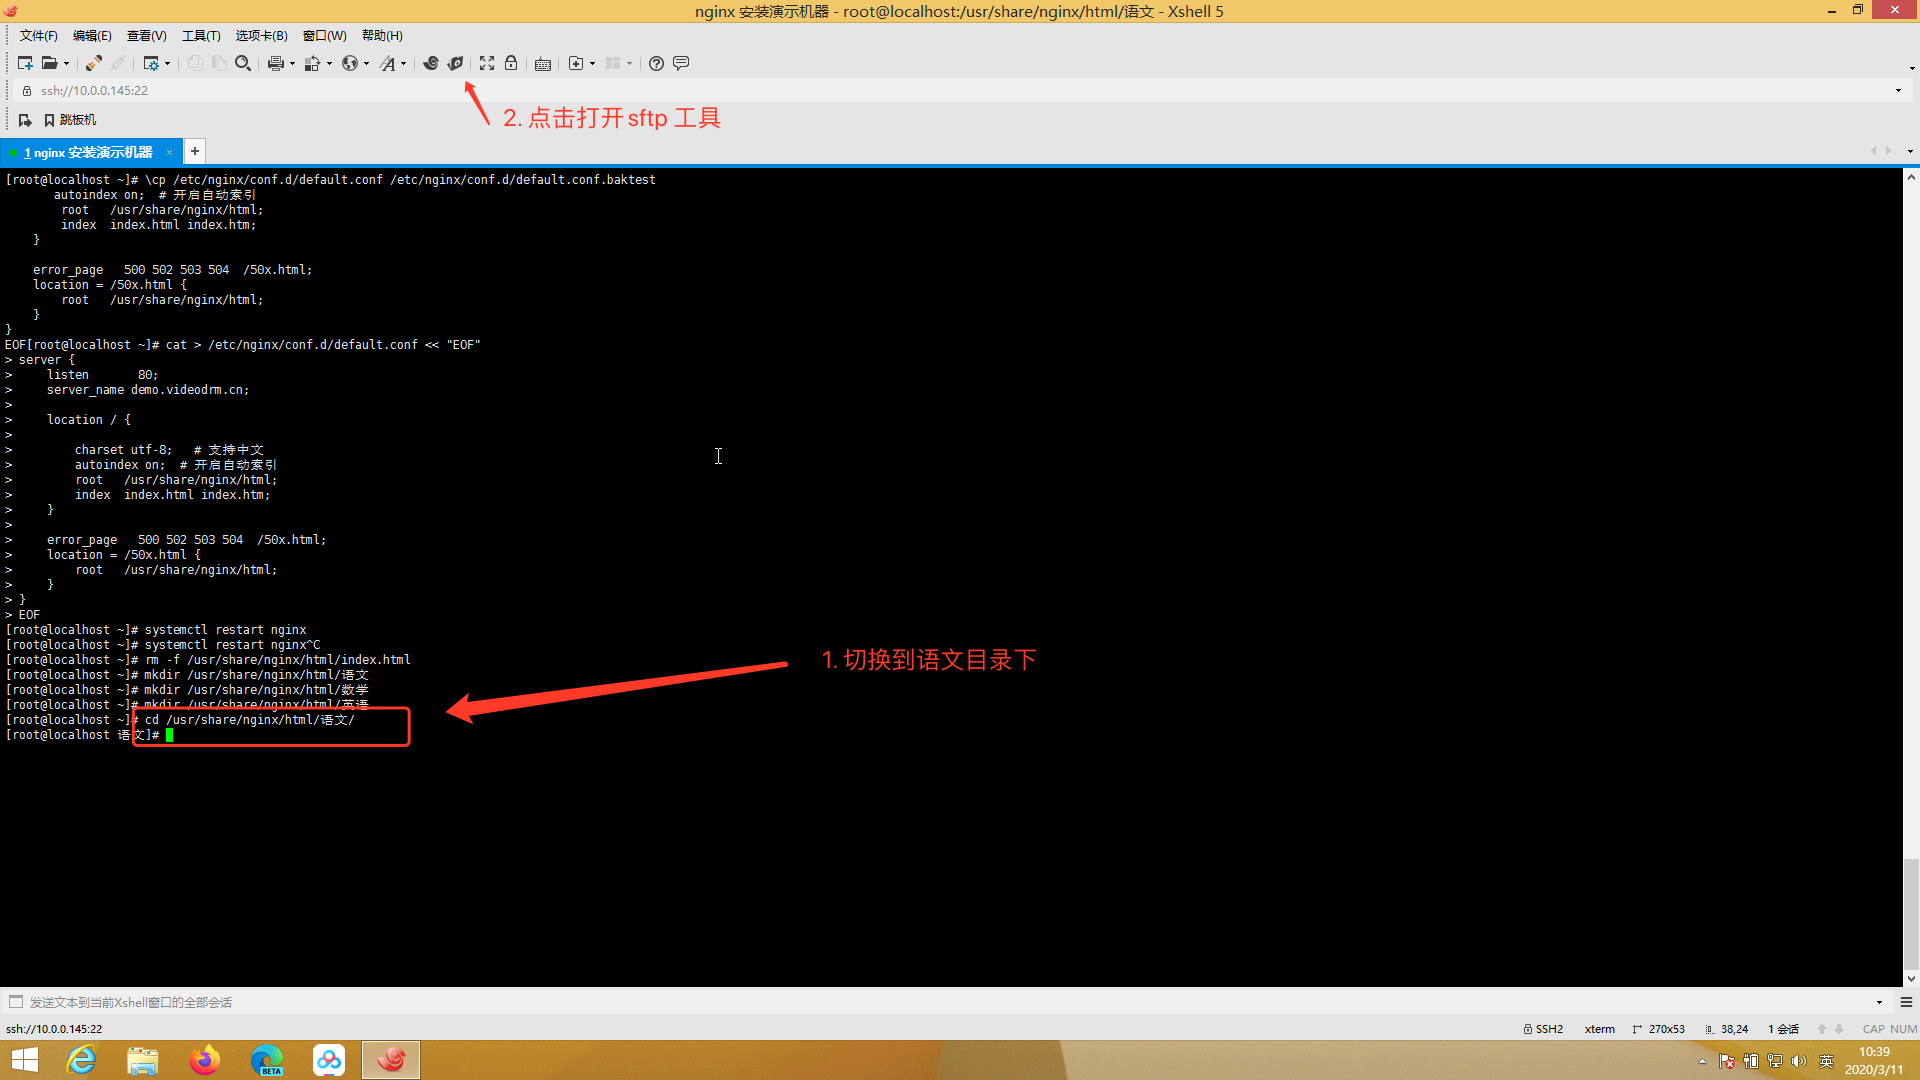 nginx 安装演示机器 - root@localhost:/usr/share/nginx/html/语文 - Xshell 5
文件(F) 编辑(E) 查看(V) 工具(T) 选项卡(B) 窗口(W) 帮助(H)
ssh://10.0.0.145:22
2. 点击打开sftp 工具
跳板机
1 nginx 安装演示机器 × +
[root@localhost ~]# \cp /etc/nginx/conf.d/default.conf /etc/nginx/conf.d/default.conf.baktest
       autoindex on;  # 开启自动索引
        root   /usr/share/nginx/html;
        index  index.html index.htm;
    }
    error_page   500 502 503 504  /50x.html;
    location = /50x.html {
        root   /usr/share/nginx/html;
    }
}
EOF[root@localhost ~]# cat > /etc/nginx/conf.d/default.conf << "EOF"
> server {
>     listen       80;
>     server_name demo.videodrm.cn;
>
>     location / {
>
>         charset utf-8;   # 支持中文
>         autoindex on;  # 开启自动索引
>         root   /usr/share/nginx/html;
>         index  index.html index.htm;
>     }
>
>     error_page   500 502 503 504  /50x.html;
>     location = /50x.html {
>         root   /usr/share/nginx/html;
>     }
> }
> EOF
[root@localhost ~]# systemctl restart nginx
[root@localhost ~]# systemctl restart nginx^C
[root@localhost ~]# rm -f /usr/share/nginx/html/index.html
1. 切换到语文目录下
[root@localhost ~]# mkdir /usr/share/nginx/html/语文
[root@localhost ~]# mkdir /usr/share/nginx/html/数学
[root@localhost ~]# mkdir /usr/share/nginx/html/英语
[root@localhost ~]# cd /usr/share/nginx/html/语文/
[root@localhost 语文]#
发送文本到当前Xshell窗口的全部会话
ssh://10.0.0.145:22 SSH2 xterm 270x53 38,24 1 会话 CAP NUM
BETA
英
10:39
2020/3/11